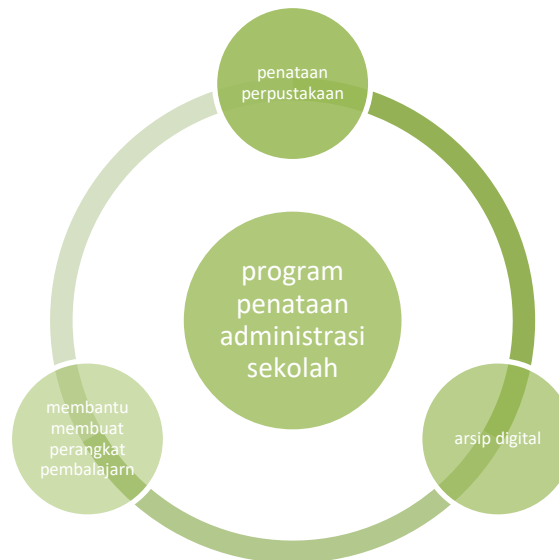 penataan
perpustakaan
program
penataan
administrasi
sekolah
membantu
membuat
perangkat
pembalajarn
arsip digital